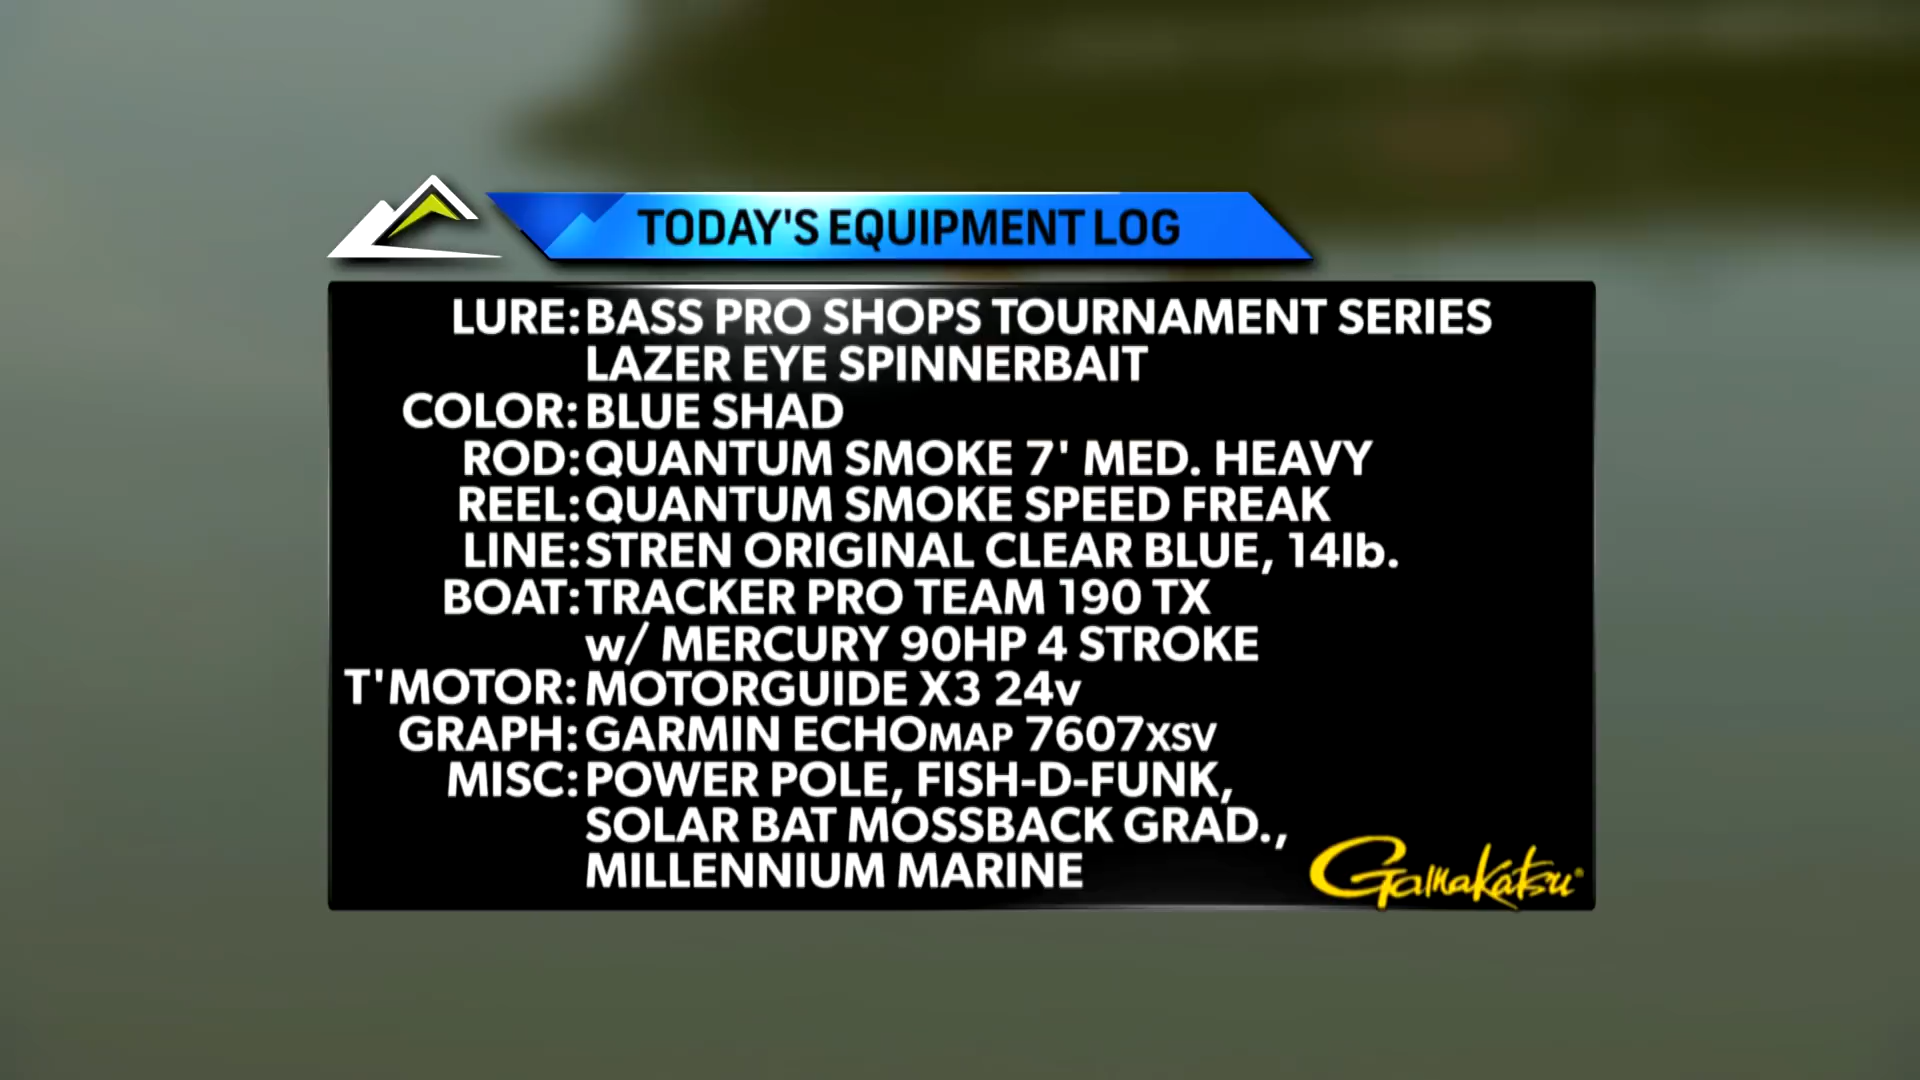 TODAY'S EQUIPMENT LOG
LURE: BASS PRO SHOPS TOURNAMENT SERIES
LAZER EYE SPINNERBAIT
COLOR: BLUE SHAD
ROD: QUANTUM SMOKE 7' MED. HEAVY
REEL: QUANTUM SMOKE SPEED FREAK
LINE: STREN ORIGINAL CLEAR BLUE, 14lb.
BOAT: TRACKER PRO TEAM 190 TX
w/ MERCURY 90HP 4 STROKE
T'MOTOR: MOTORGUIDE X3 24v
GRAPH: GARMIN ECHOMAP 7607XSV
MISC: POWER POLE, FISH-D-FUNK,
SOLAR BAT MOSSBACK GRAD.,
MILLENNIUM MARINE
Gamakatsu®